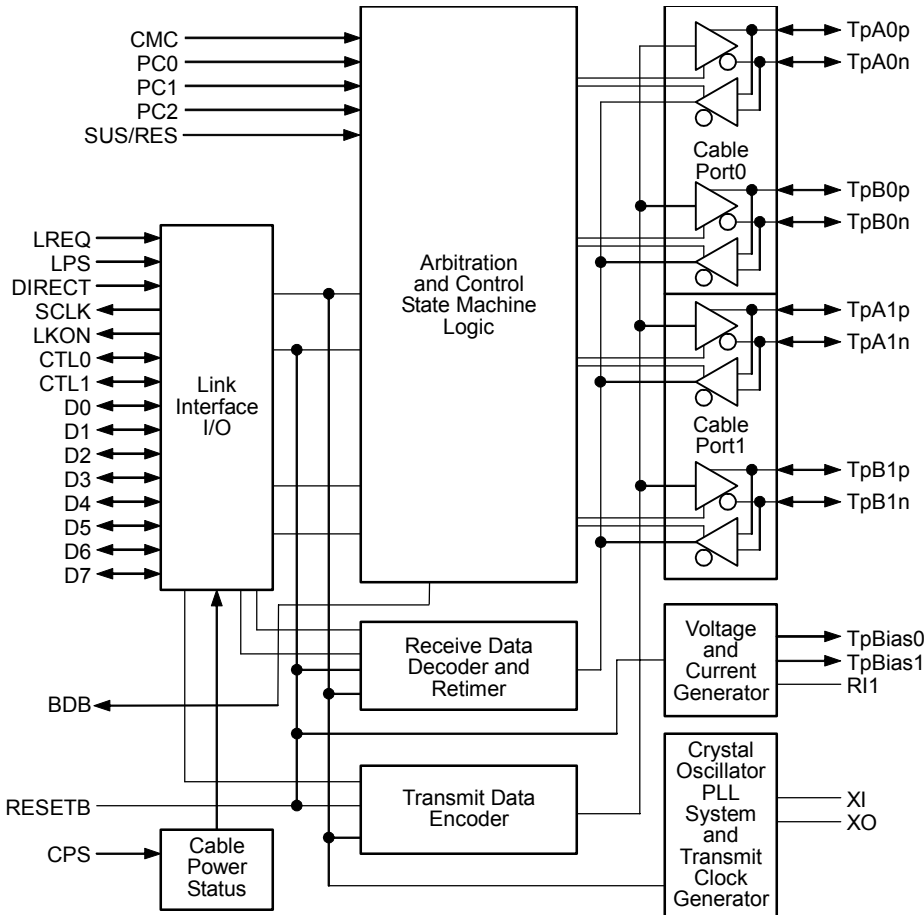 CMC
PC0
PC1
PC2
SUS/RES
LREQ
LPS
DIRECT
SCLK
LKON
CTL0
CTL1
D0
D1
D2
D3
D4
D5
D6
D7
BDB
RESETB
CPS
Link
Interface
I/O
Cable
Power
Status
Arbitration
and Control
State Machine
Logic
Receive Data
Decoder and
Retimer
Transmit Data
Encoder
Cable
Port0
Cable
Port1
Voltage
and
Current
Generator
Crystal
Oscillator
PLL
System
and
Transmit
Clock
Generator
TpA0p
TpA0n
TpB0p
TpB0n
TpA1p
TpA1n
TpB1p
TpB1n
TpBias0
TpBias1
RI1
XI
XO